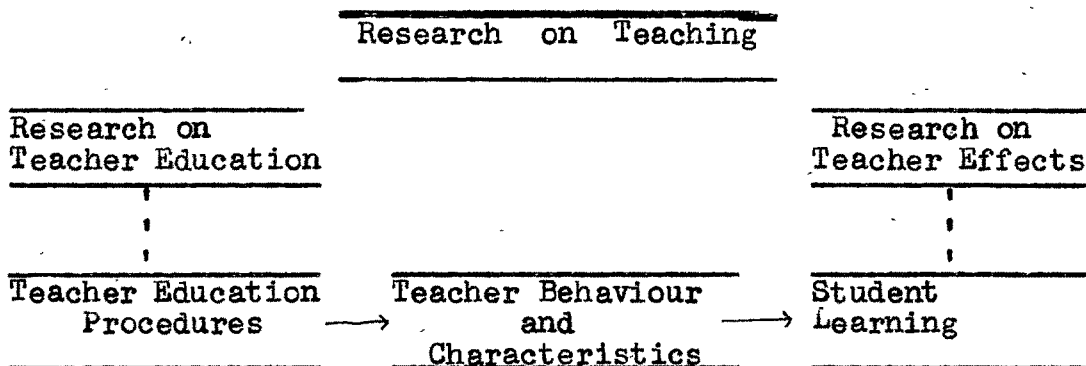 Research on Teaching
Research on
Teacher Education
Research on
Teacher Effects
Teacher Education
Procedures
Teacher Behaviour
and
Characteristics
Student
Learning